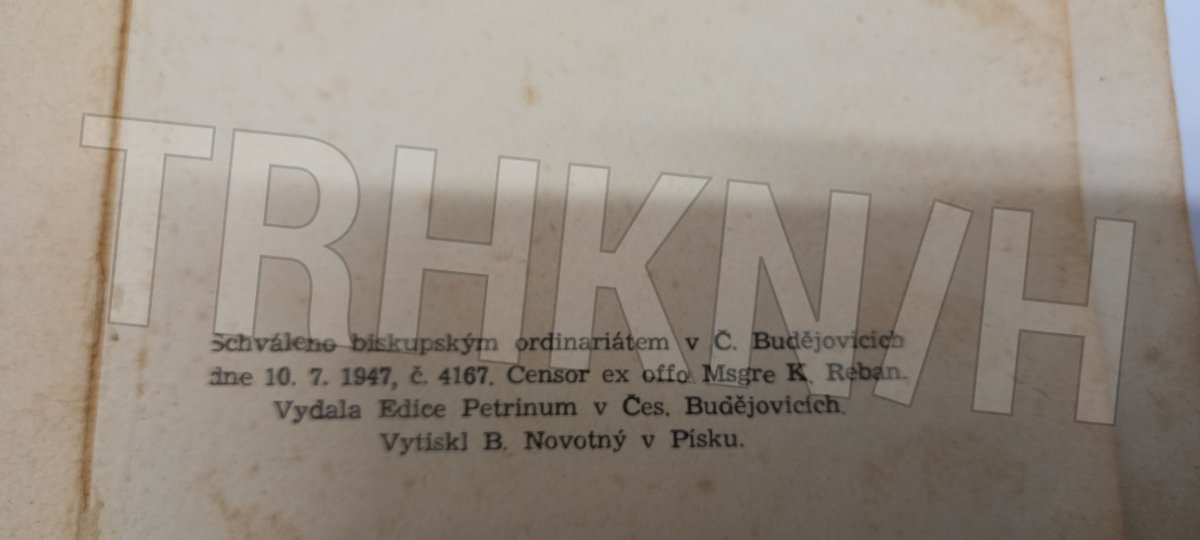 TRHKN/H
Schváleno biskupským ordinariátem v Č. Budějovicích
dne 10. 7. 1947, č. 4167. Censor ex offo Msgre K. Reban.
Vydala Edice Petrinum v Čes. Budějovicích.
Vytiskl B. Novotný v Písku.